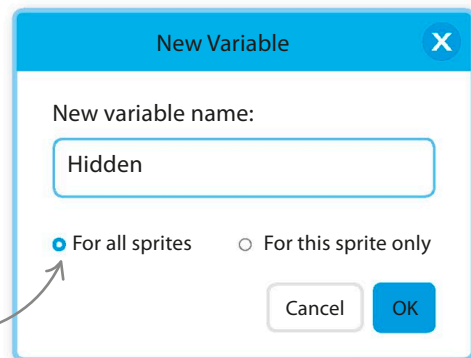 New Variable
X
New variable name:
Hidden
For all sprites
For this sprite only
Cancel
OK